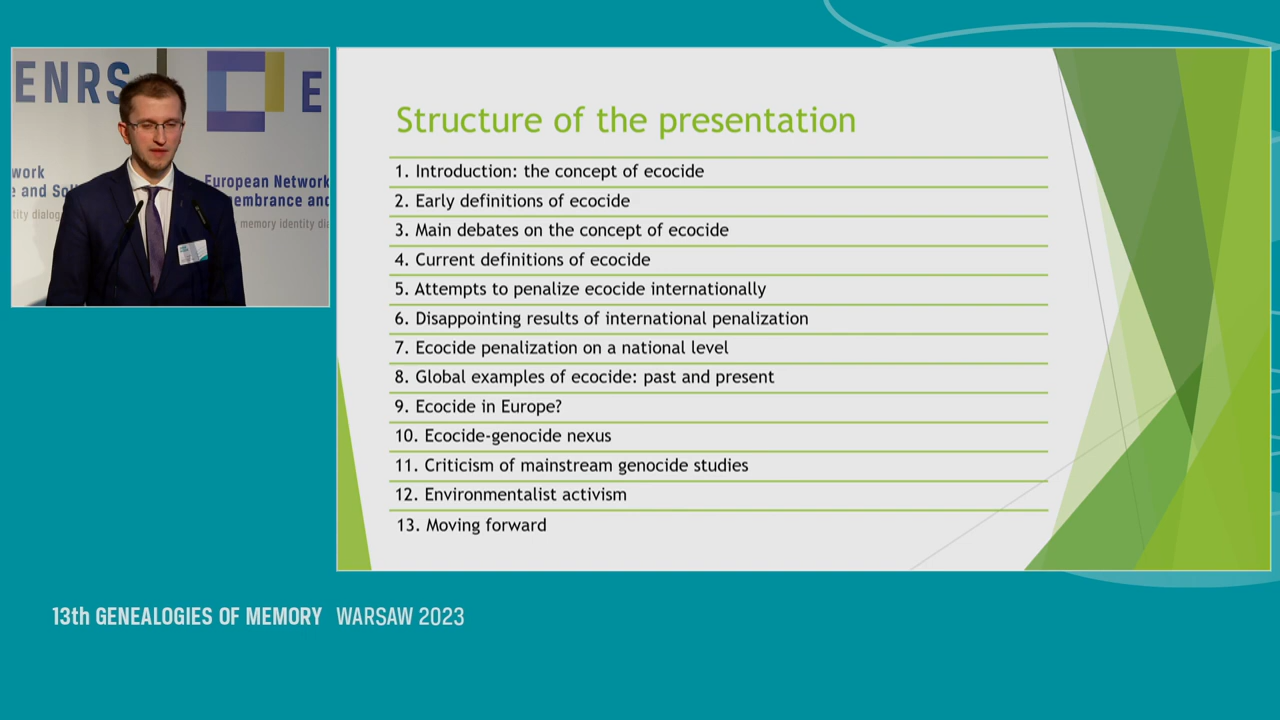 ENRS
E
work
European Network
e and Sol
embrance and
tity dialog
memory identity dia
Structure of the presentation
1. Introduction: the concept of ecocide
2. Early definitions of ecocide
3. Main debates on the concept of ecocide
4. Current definitions of ecocide
5. Attempts to penalize ecocide internationally
6. Disappointing results of international penalization
7. Ecocide penalization on a national level
8. Global examples of ecocide: past and present
9. Ecocide in Europe?
10. Ecocide-genocide nexus
11. Criticism of mainstream genocide studies
12. Environmentalist activism
13. Moving forward
13th GENEALOGIES OF MEMORY WARSAW 2023